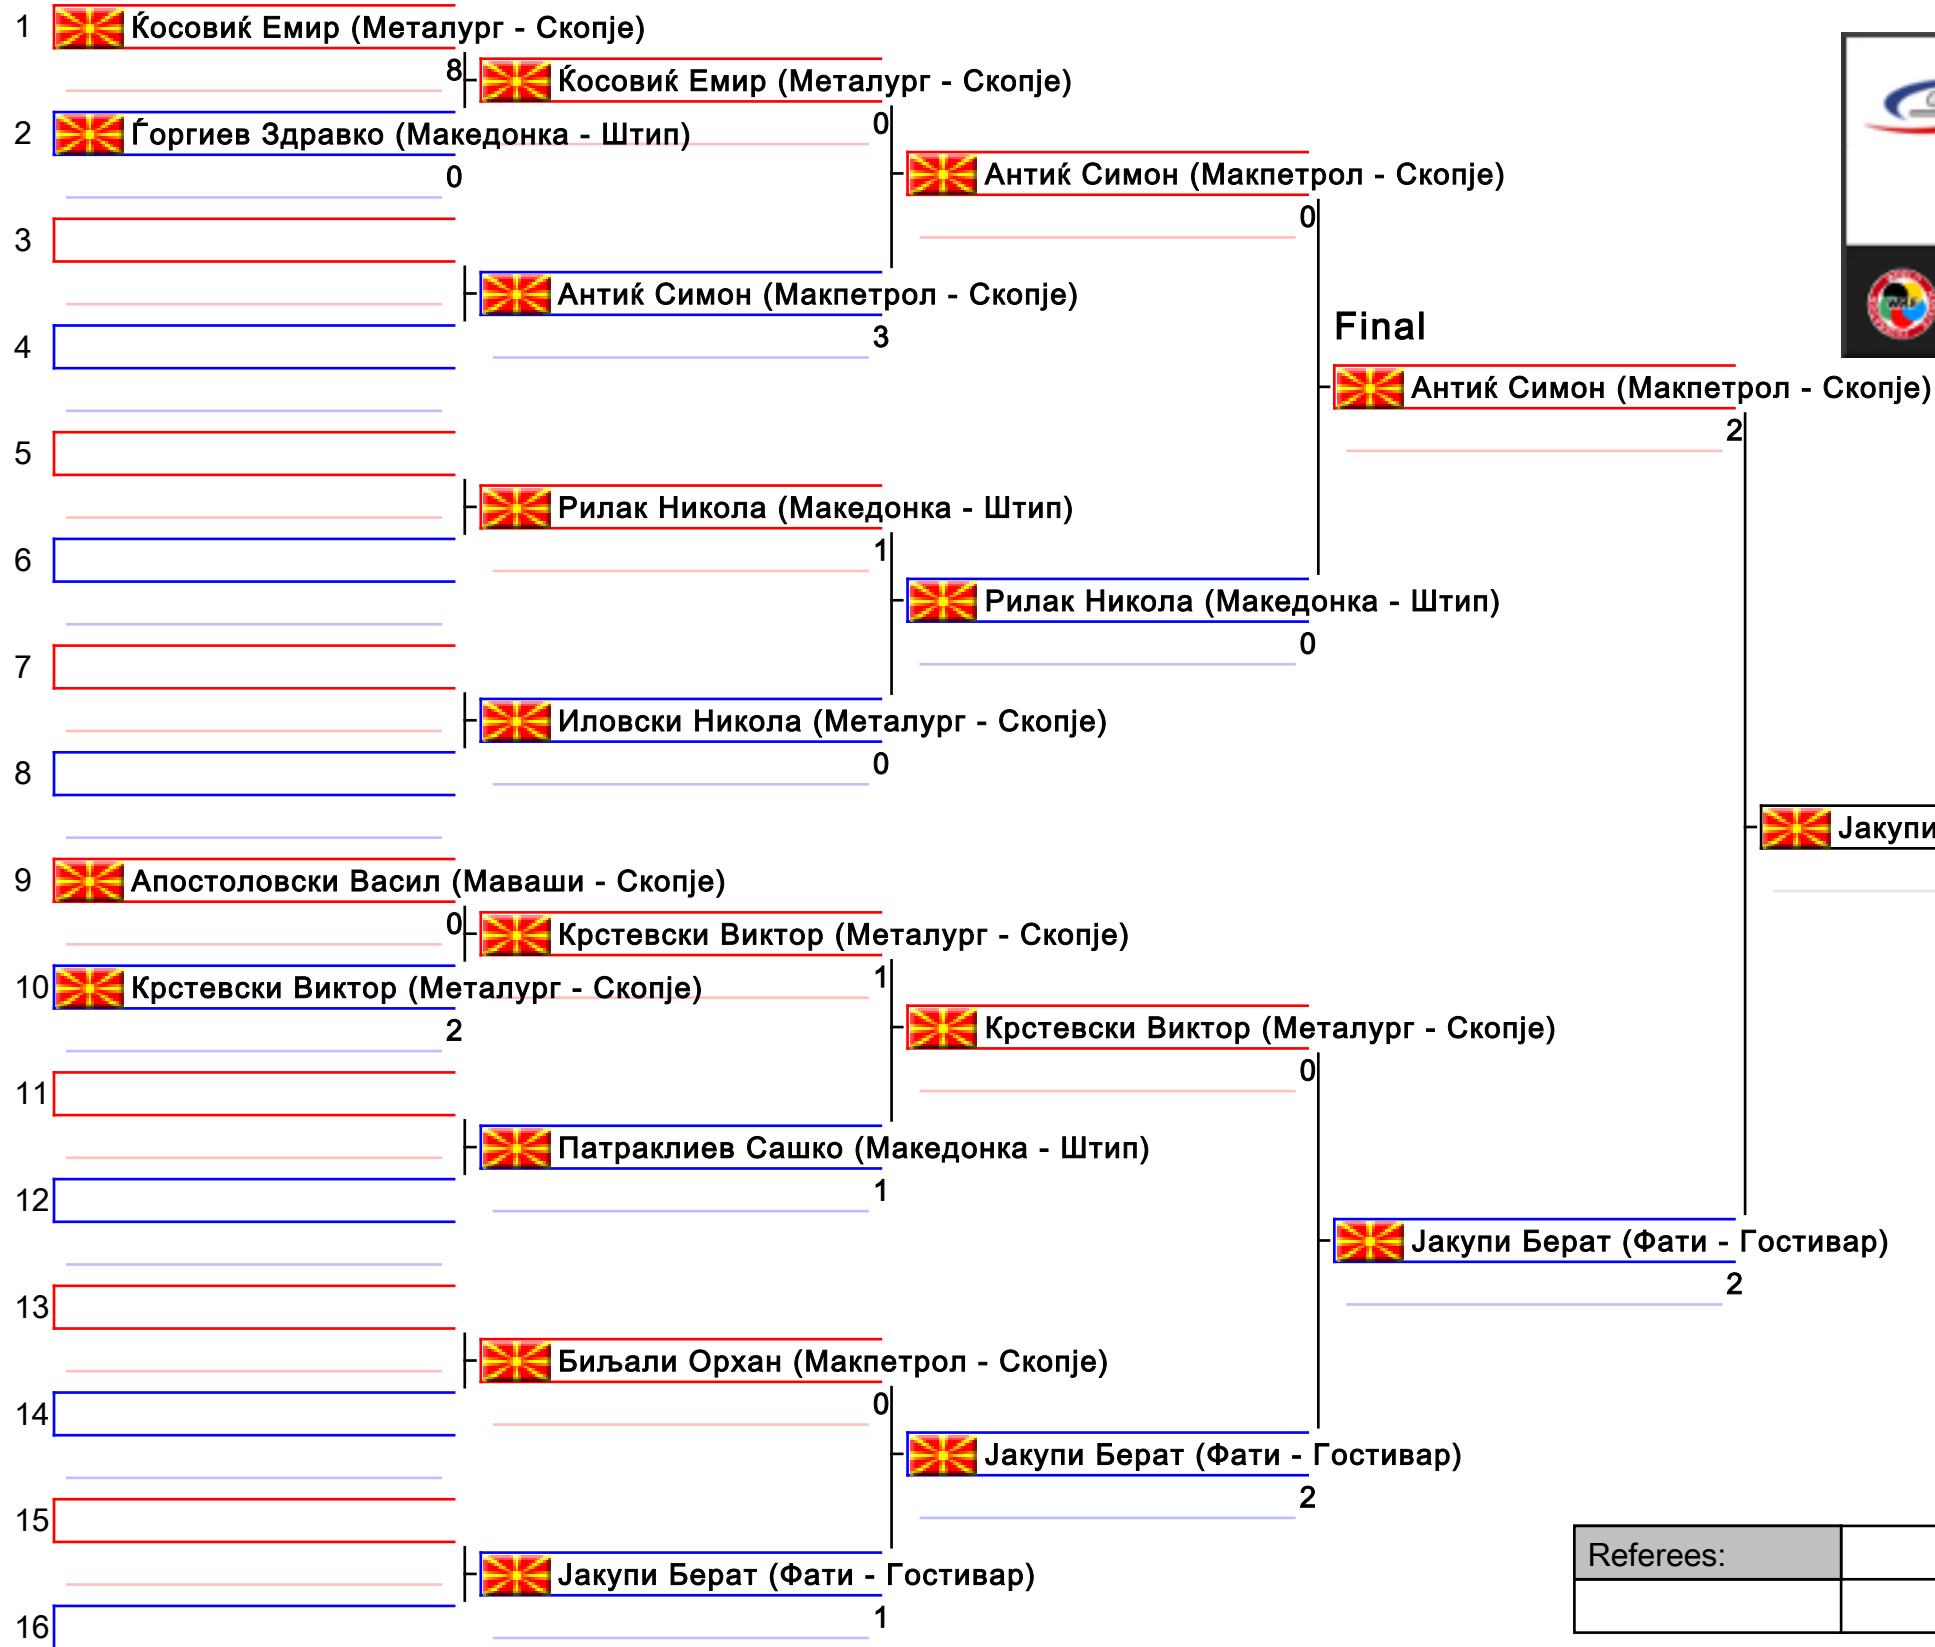 1 Ќосовиќ Емир (Металург - Скопје)
8
Ќосовиќ Емир (Металург - Скопје)
0
2 Ѓоргиев Здравко (Македонка - Штип)
0
Антиќ Симон (Макпетрол - Скопје)
0
3
Антиќ Симон (Макпетрол - Скопје)
3
4
Final
Антиќ Симон (Макпетрол - Скопје)
2
5
Рилак Никола (Македонка - Штип)
1
6
Рилак Никола (Македонка - Штип)
0
7
Иловски Никола (Металург - Скопје)
0
8
Јакупи
9 Апостоловски Васил (Маваши - Скопје)
0
Крстевски Виктор (Металург - Скопје)
1
10 Крстевски Виктор (Металург - Скопје)
2
Крстевски Виктор (Металург - Скопје)
0
11
Патраклиев Сашко (Македонка - Штип)
1
12
Јакупи Берат (Фати - Гостивар)
2
13
Биљали Орхан (Макпетрол - Скопје)
0
14
Јакупи Берат (Фати - Гостивар)
2
15
Јакупи Берат (Фати - Гостивар)
1
16
Referees: